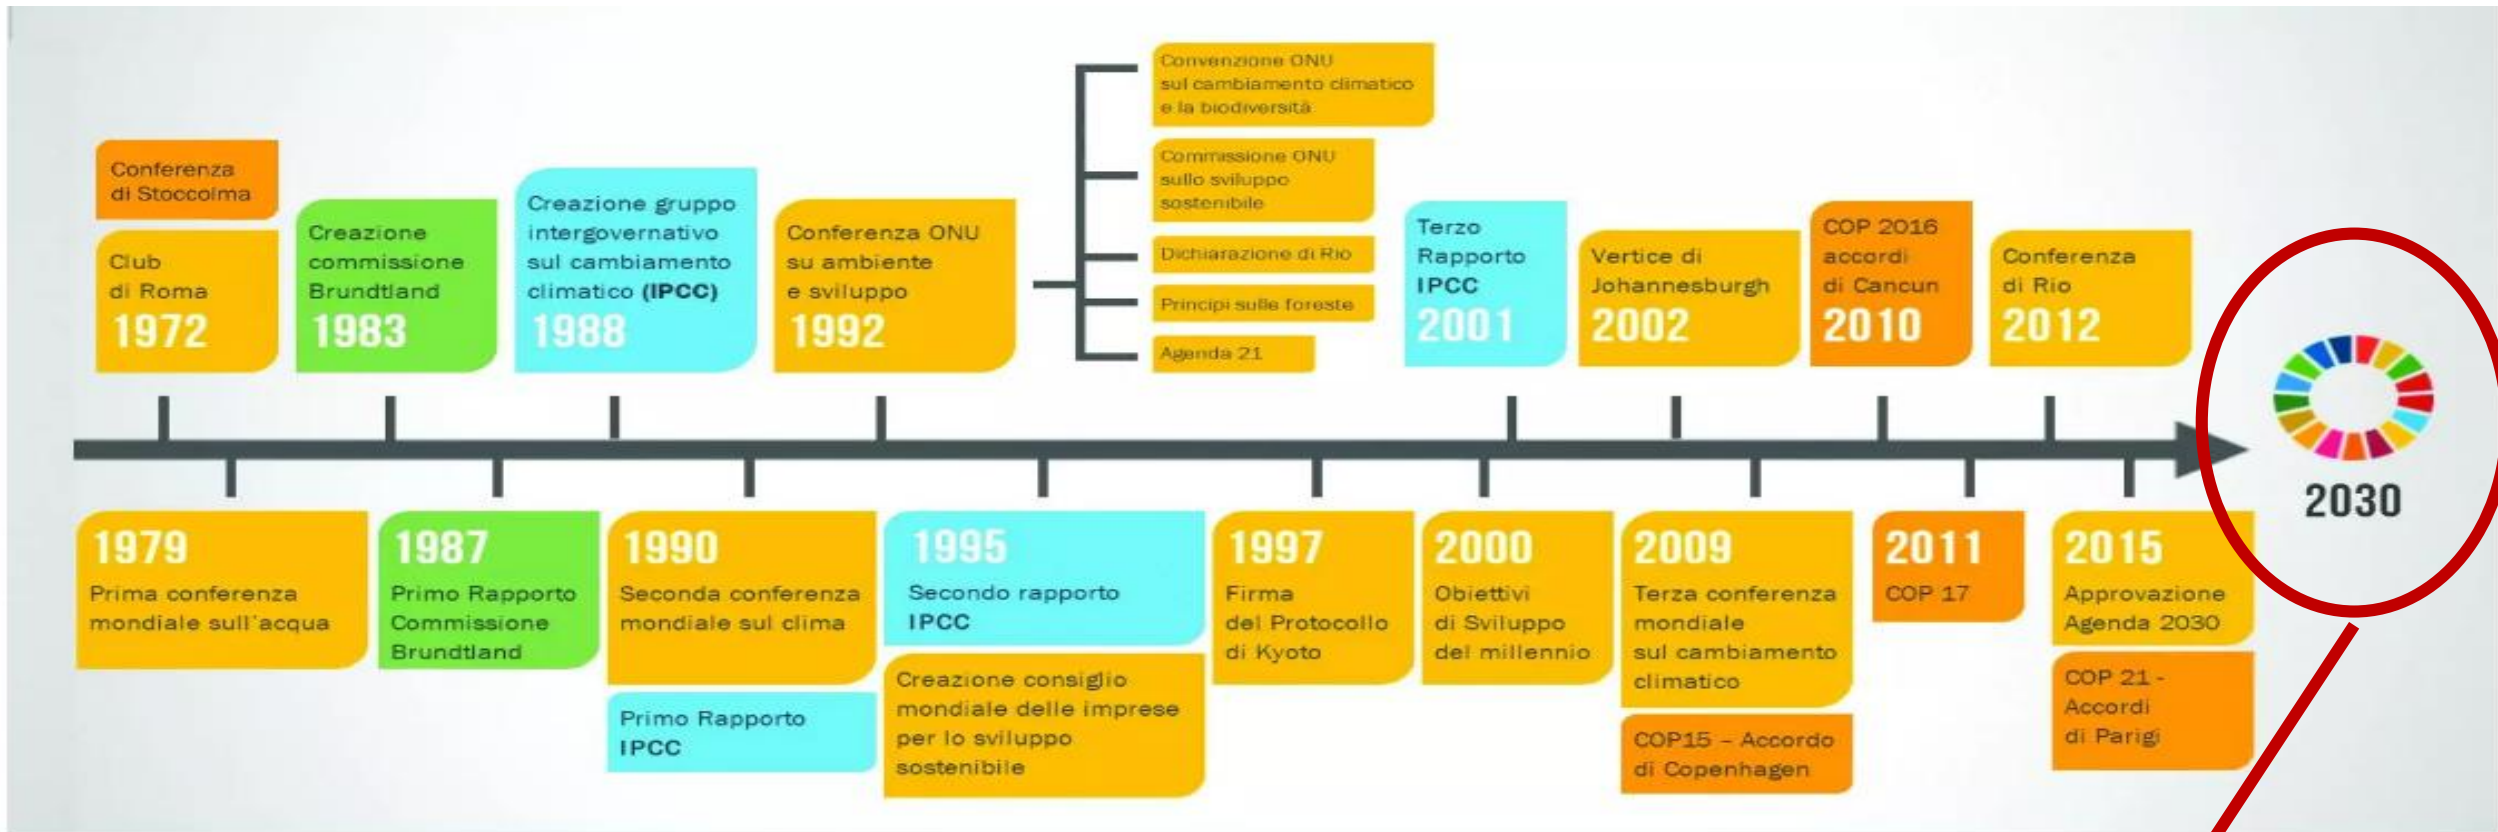 Conferenza
di Stoccolma
Club
di Roma
1972
Creazione
commissione
Brundtland
1983
Creazione gruppo
intergovernativo
sul cambiamento
climatico (IPCC)
1988
Conferenza ONU
su ambiente
e sviluppo
1992
Convenzione ONU
sul cambiamento climatico
e la biodiversità
Commissione ONU
sullo sviluppo
sostenibile
Dichiarazione di Rio
Principi sulle foreste
Agenda 21
Terzo
Rapporto
IPCC
2001
Vertice di
Johannesburgh
2002
COP 2016
accordi
di Cancun
2010
Conferenza
di Rio
2012
2030
1979
Prima conferenza
mondiale sull'acqua
1987
Primo Rapporto
Commissione
Brundtland
1990
Seconda conferenza
mondiale sul clima
Primo Rapporto
IPCC
1995
Secondo rapporto
IPCC
Creazione consiglio
mondiale delle imprese
per lo sviluppo
sostenibile
1997
Firma
del Protocollo
di Kyoto
2000
Obiettivi
di Sviluppo
del millennio
2009
Terza conferenza
mondiale
sul cambiamento
climatico
COP15 – Accordo
di Copenhagen
2011
COP 17
2015
Approvazione
Agenda 2030
COP 21 -
Accordi
di Parigi